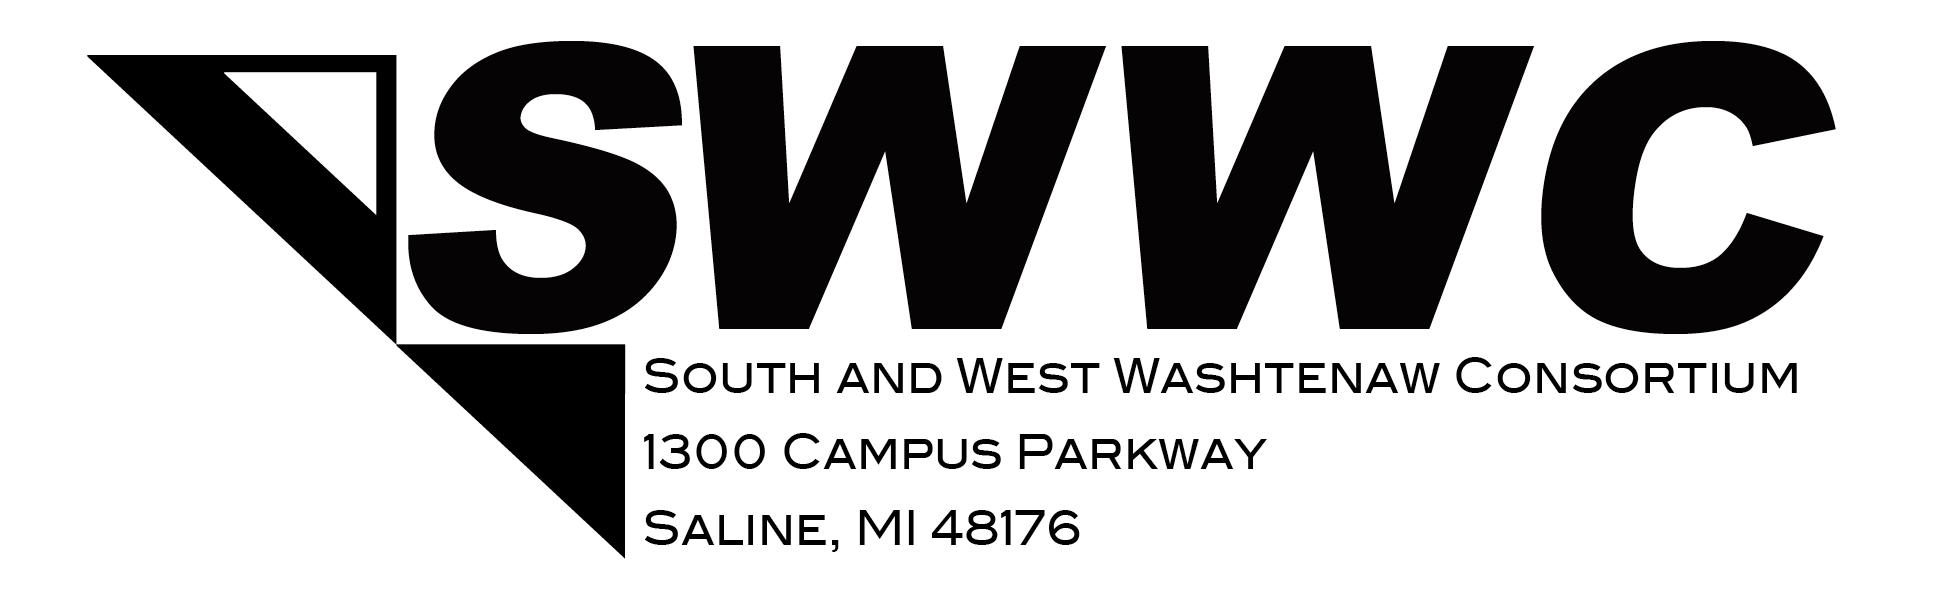 SWWC
South and West Washtenaw Consortium
1300 Campus Parkway
Saline, MI 48176